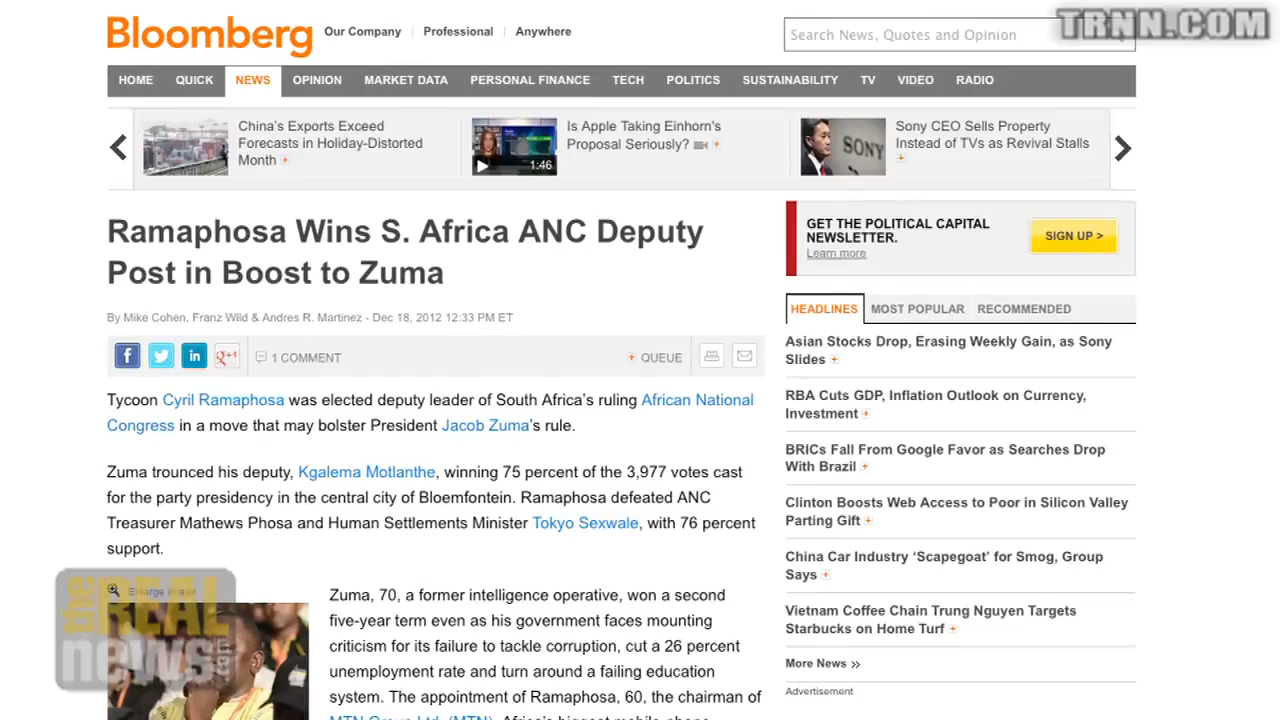 Bloomberg
Our Company
Professional
Anywhere
Search News, Quotes and Opinion
TRNN.COM
HOME QUICK NEWS OPINION MARKET DATA PERSONAL FINANCE TECH POLITICS SUSTAINABILITY TV VIDEO RADIO
China's Exports Exceed
Forecasts in Holiday-Distorted
Month +
1:46
Is Apple Taking Einhorn's
Proposal Seriously? +
SONY
Sony CEO Sells Property
Instead of TVs as Revival Stalls
+
Ramaphosa Wins S. Africa ANC Deputy
Post in Boost to Zuma
By Mike Cohen, Franz Wild & Andres R. Martinez - Dec 18, 2012 12:33 PM ET
f in g+1 1 COMMENT + QUEUE
Tycoon Cyril Ramaphosa was elected deputy leader of South Africa's ruling African National
Congress in a move that may bolster President Jacob Zuma's rule.
Zuma trounced his deputy, Kgalema Motlanthe, winning 75 percent of the 3,977 votes cast
for the party presidency in the central city of Bloemfontein. Ramaphosa defeated ANC
Treasurer Mathews Phosa and Human Settlements Minister Tokyo Sexwale, with 76 percent
support.
Enlarge image
the REAL
news.com
Zuma, 70, a former intelligence operative, won a second
five-year term even as his government faces mounting
criticism for its failure to tackle corruption, cut a 26 percent
unemployment rate and turn around a failing education
system. The appointment of Ramaphosa, 60, the chairman of
MTN Group Ltd. (MTN), Africa's biggest mobile phone
GET THE POLITICAL CAPITAL
NEWSLETTER.
Learn more
SIGN UP >
HEADLINES MOST POPULAR RECOMMENDED
Asian Stocks Drop, Erasing Weekly Gain, as Sony
Slides +
RBA Cuts GDP, Inflation Outlook on Currency,
Investment +
BRICs Fall From Google Favor as Searches Drop
With Brazil +
Clinton Boosts Web Access to Poor in Silicon Valley
Parting Gift +
China Car Industry 'Scapegoat' for Smog, Group
Says +
Vietnam Coffee Chain Trung Nguyen Targets
Starbucks on Home Turf +
More News »
Advertisement